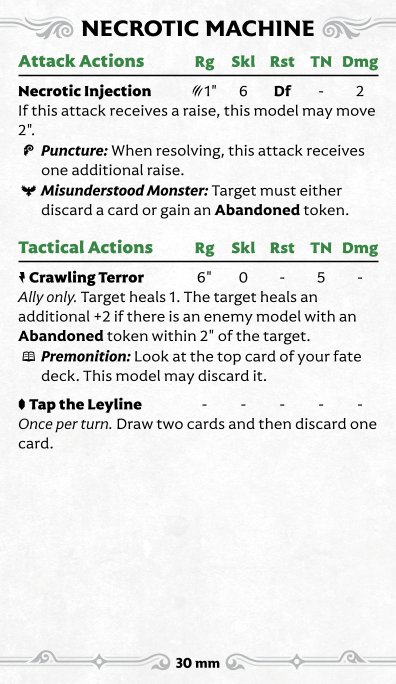 NECROTIC MACHINE
Attack Actions Rg Skl Rst TN Dmg
Necrotic Injection 1" 6 Df - 2
If this attack receives a raise, this model may move
2".
Puncture: When resolving, this attack receives
one additional raise.
Misunderstood Monster: Target must either
discard a card or gain an Abandoned token.
Tactical Actions Rg Skl Rst TN Dmg
Crawling Terror 6" 0 - 5 -
Ally only. Target heals 1. The target heals an
additional +2 if there is an enemy model with an
Abandoned token within 2" of the target.
Premonition: Look at the top card of your fate
deck. This model may discard it.
Tap the Leyline - - - - -
Once per turn. Draw two cards and then discard one
card.
30 mm